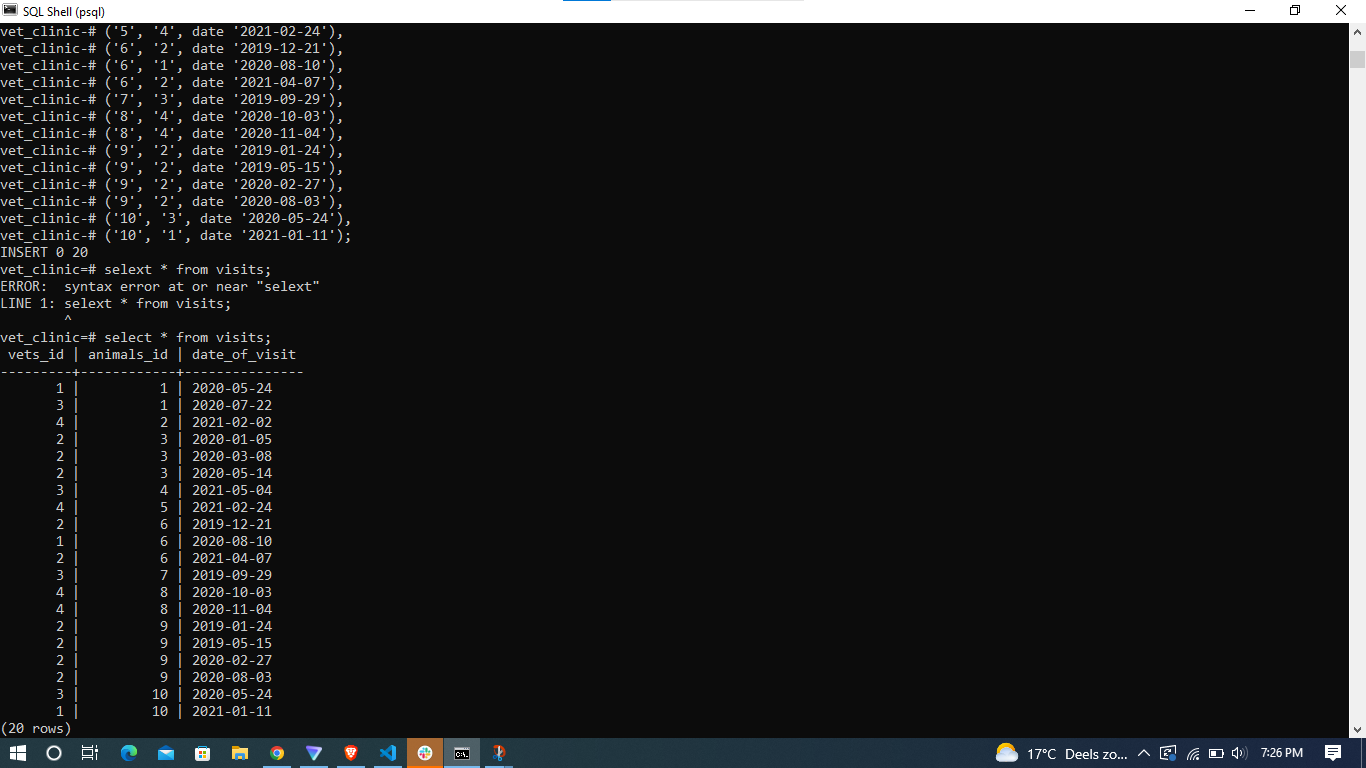 SQL Shell (psql)
vet_clinic-# ('5', '4', date '2021-02-24'),
vet_clinic-# ('6', '2', date '2019-12-21'),
vet_clinic-# ('6', '1', date '2020-08-10'),
vet_clinic-# ('6', '2', date '2021-04-07'),
vet_clinic-# ('7', '3', date '2019-09-29'),
vet_clinic-# ('8', '4', date '2020-10-03'),
vet_clinic-# ('8', '4', date '2020-11-04'),
vet_clinic-# ('9', '2', date '2019-01-24'),
vet_clinic-# ('9', '2', date '2019-05-15'),
vet_clinic-# ('9', '2', date '2020-02-27'),
vet_clinic-# ('9', '2', date '2020-08-03'),
vet_clinic-# ('10', '3', date '2020-05-24'),
vet_clinic-# ('10', '1', date '2021-01-11');
INSERT 0 20
vet_clinic=# selext * from visits;
ERROR:  syntax error at or near "selext"
LINE 1: selext * from visits;
        ^
vet_clinic=# select * from visits;
 vets_id | animals_id | date_of_visit
---------+------------+---------------
       1 |          1 | 2020-05-24
       3 |          1 | 2020-07-22
       4 |          2 | 2021-02-02
       2 |          3 | 2020-01-05
       2 |          3 | 2020-03-08
       2 |          3 | 2020-05-14
       3 |          4 | 2021-05-04
       4 |          5 | 2021-02-24
       2 |          6 | 2019-12-21
       1 |          6 | 2020-08-10
       2 |          6 | 2021-04-07
       3 |          7 | 2019-09-29
       4 |          8 | 2020-10-03
       4 |          8 | 2020-11-04
       2 |          9 | 2019-01-24
       2 |          9 | 2019-05-15
       2 |          9 | 2020-02-27
       2 |          9 | 2020-08-03
       3 |         10 | 2020-05-24
       1 |         10 | 2021-01-11
(20 rows)
17°C Deels zo... 7:26 PM